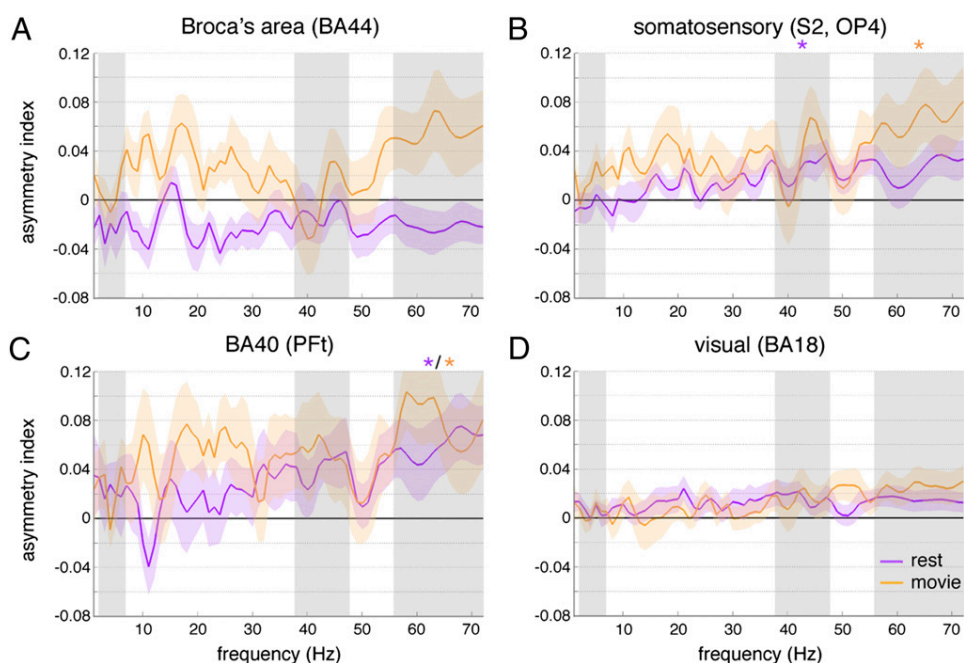 A Broca's area (BA44)
asymmetry index
0.12
0.08
0.04
0
-0.04
-0.08
10 20 30 40 50 60 70
B somatosensory (S2, OP4)
* *
0.12
0.08
0.04
0
-0.04
-0.08
10 20 30 40 50 60 70
C BA40 (PFt)
*/*
asymmetry index
0.12
0.08
0.04
0
-0.04
-0.08
10 20 30 40 50 60 70
frequency (Hz)
D visual (BA18)
0.12
0.08
0.04
0
-0.04
-0.08
rest
movie
10 20 30 40 50 60 70
frequency (Hz)